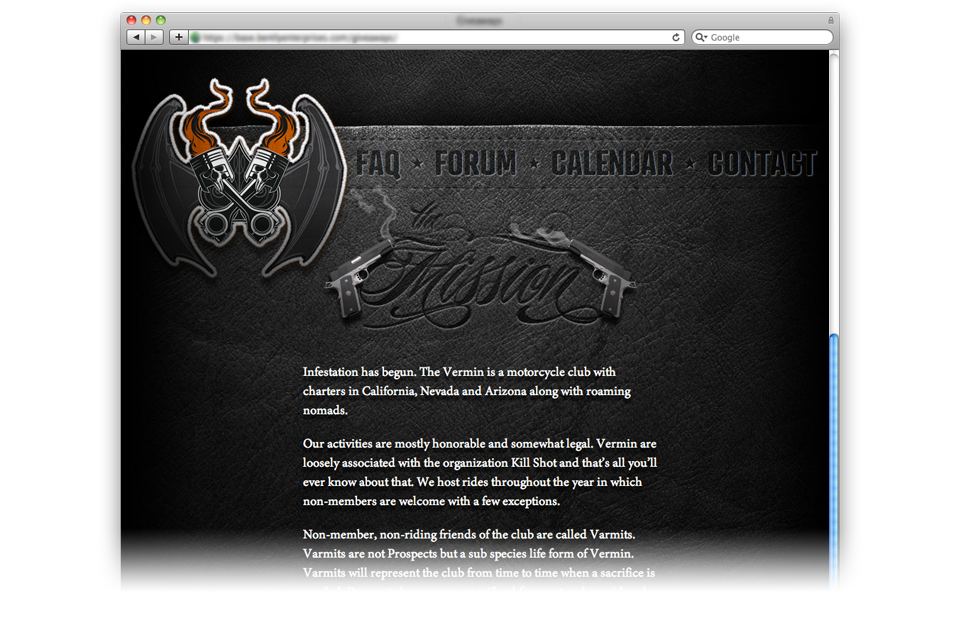 Giveaways
Google
FAQ ★ FORUM ★ CALENDAR ★ CONTACT
the
Mission
Infestation has begun. The Vermin is a motorcycle club with
charters in California, Nevada and Arizona along with roaming
nomads.
Our activities are mostly honorable and somewhat legal. Vermin are
loosely associated with the organization Kill Shot and that’s all you’ll
ever know about that. We host rides throughout the year in which
non-members are welcome with a few exceptions.
Non-member, non-riding friends of the club are called Varmits.
Varmits are not Prospects but a sub species life form of Vermin.
Varmits will represent the club from time to time when a sacrifice is